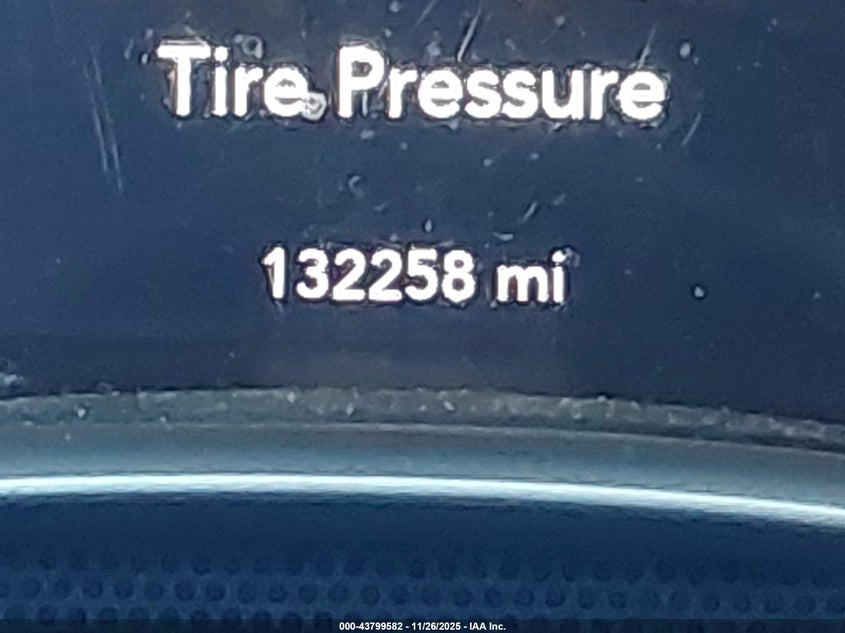 Tire Pressure
132258 mi
000-43799582 - 11/26/2025 - IAA Inc.